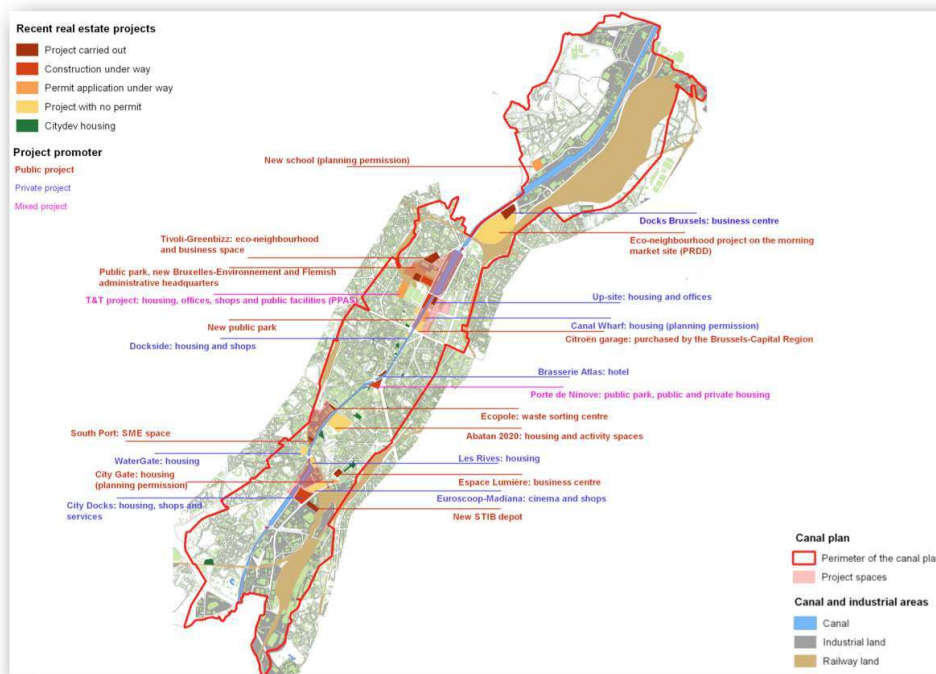 Recent real estate projects
Project carried out
Construction under way
Permit application under way
Project with no permit
Citydev housing
Project promoter
Public project
Private project
Mixed project
New school (planning permission)
Docks Bruxsels: business centre
Eco-neighbourhood project on the morning
market site (PRDD)
Tivoli-Greenbizz: eco-neighbourhood
and business space
Public park, new Bruxelles-Environnement and Flemish
administrative headquarters
T&T project: housing, offices, shops and public facilities (PPAS)
Up-site: housing and offices
New public park
Canal Wharf: housing (planning permission)
Citroën garage: purchased by the Brussels-Capital Region
Dockside: housing and shops
Brasserie Atlas: hotel
Porte de Ninove: public park, public and private housing
Ecopole: waste sorting centre
South Port: SME space
Abatan 2020: housing and activity spaces
WaterGate: housing
Les Rives: housing
City Gate: housing
(planning permission)
Espace Lumière: business centre
Euroscoop-Madiana: cinema and shops
City Docks: housing, shops and
services
New STIB depot
Canal plan
Perimeter of the canal pla
Project spaces
Canal and industrial areas
Canal
Industrial land
Railway land